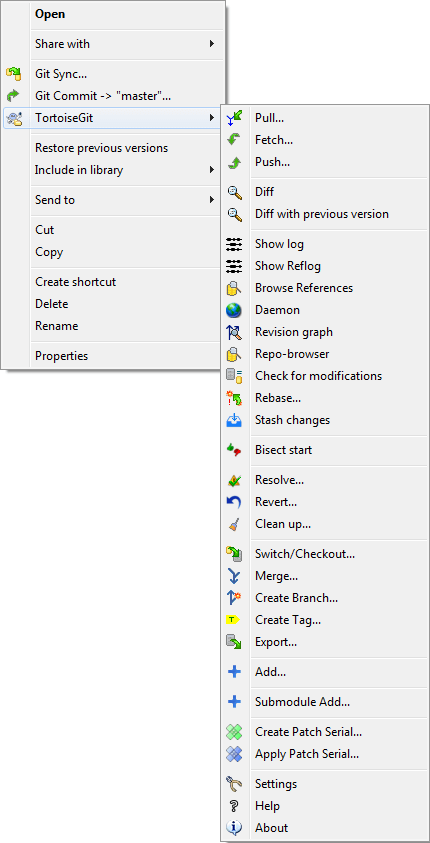 Open
Share with
Git Sync...
Git Commit -> "master"...
TortoiseGit
Restore previous versions
Include in library
Send to
Cut
Copy
Create shortcut
Delete
Rename
Properties
Pull...
Fetch...
Push...
Diff
Diff with previous version
Show log
Show Reflog
Browse References
Daemon
Revision graph
Repo-browser
Check for modifications
Rebase...
Stash changes
Bisect start
Resolve...
Revert...
Clean up...
Switch/Checkout...
Merge...
Create Branch...
Create Tag...
Export...
Add...
Submodule Add...
Create Patch Serial...
Apply Patch Serial...
Settings
Help
About